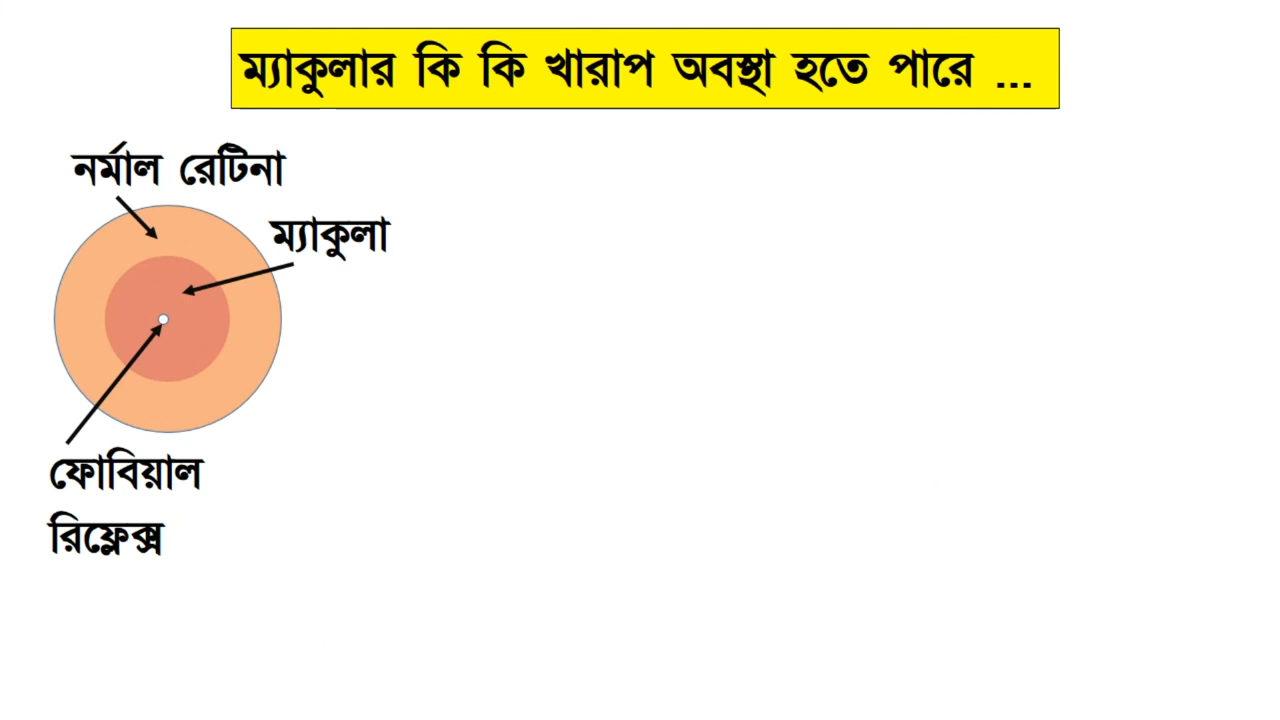 ম্যাকুলার কি কি খারাপ অবস্থা হতে পারে ...
নর্মাল রেটিনা
ম্যাকুলা
ফোবিয়াল
রিফ্লেক্স